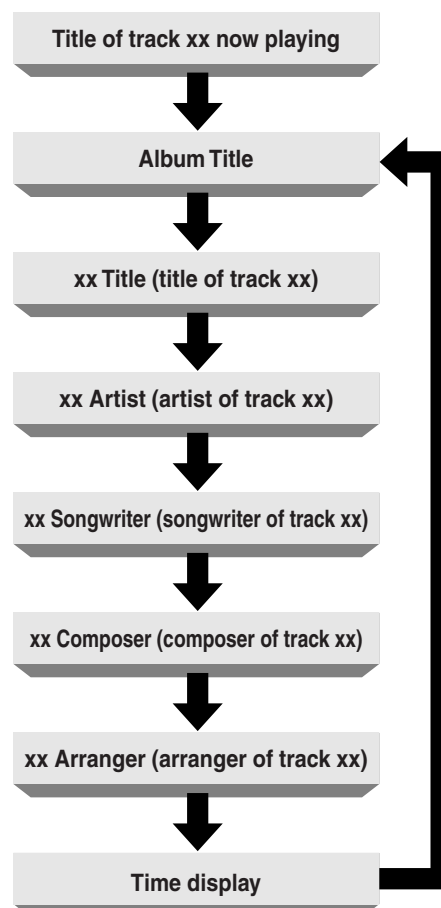 Title of track xx now playing
Album Title
xx Title (title of track xx)
xx Artist (artist of track xx)
xx Songwriter (songwriter of track xx)
xx Composer (composer of track xx)
xx Arranger (arranger of track xx)
Time display